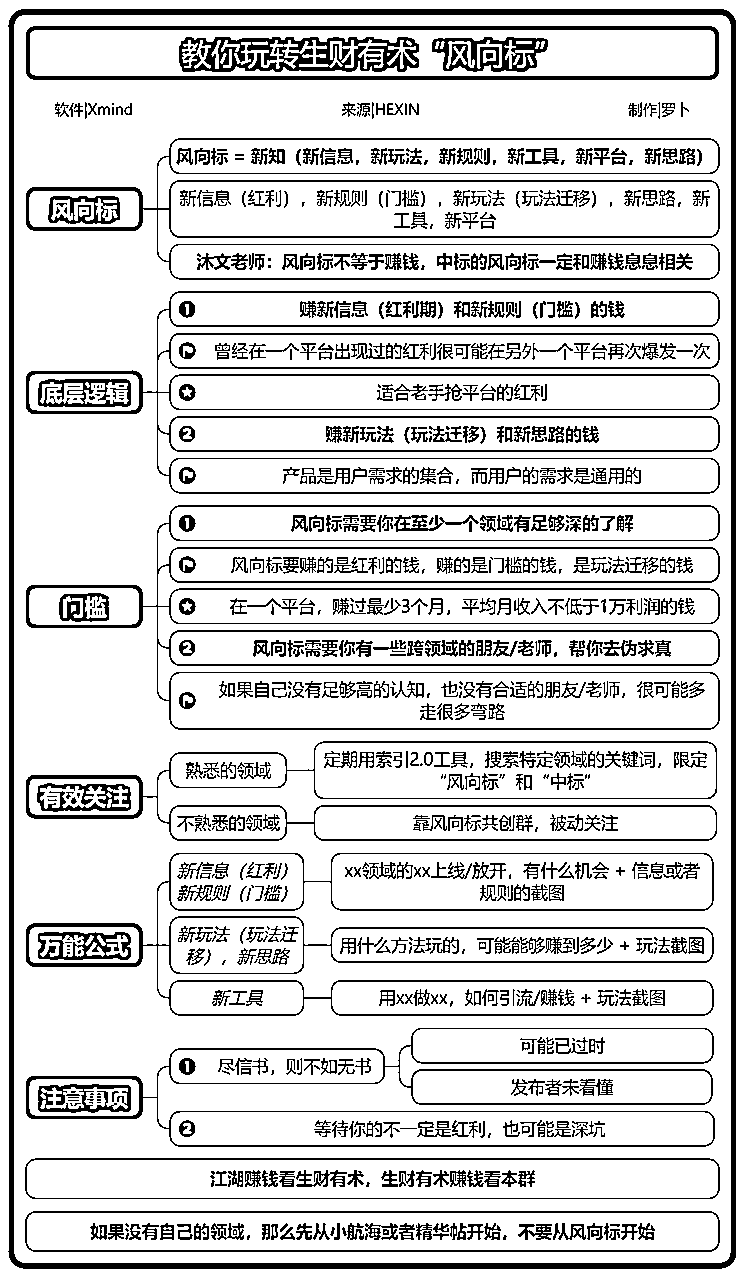 教你玩转生财有术“风向标”
软件|Xmind
来源|HEXIN
制作|罗卜
风向标
风向标 = 新知（新信息，新玩法，新规则，新工具，新平台，新思路）
新信息（红利），新规则（门槛），新玩法（玩法迁移），新思路，新
工具，新平台
沐文老师：风向标不等于赚钱，中标的风向标一定和赚钱息息相关
底层逻辑
1 赚新信息（红利期）和新规则（门槛）的钱
曾经在一个平台出现过的红利很可能在另外一个平台再次爆发一次
适合老手抢平台的红利
2 赚新玩法（玩法迁移）和新思路的钱
产品是用户需求的集合，而用户的需求是通用的
门槛
1 风向标需要你在至少一个领域有足够深的了解
风向标要赚的是红利的钱，赚的是门槛的钱，是玩法迁移的钱
在一个平台，赚过最少3个月，平均月收入不低于1万利润的钱
2 风向标需要你有一些跨领域的朋友/老师，帮你去伪求真
如果自己没有足够高的认知，也没有合适的朋友/老师，很可能多
走很多弯路
有效关注
熟悉的领域
定期用索引2.0工具，搜索特定领域的关键词，限定
“风向标”和“中标”
不熟悉的领域
靠风向标共创群，被动关注
万能公式
新信息（红利）
新规则（门槛）
xx领域的xx上线/放开，有什么机会 + 信息或者
规则的截图
新玩法（玩法迁
移），新思路
用什么方法玩的，可能能够赚到多少 + 玩法截图
新工具
用xx做xx，如何引流/赚钱 + 玩法截图
注意事项
1 尽信书，则不如无书
可能已过时
发布者未看懂
2 等待你的不一定是红利，也可能是深坑
江湖赚钱看生财有术，生财有术赚钱看本群
如果没有自己的领域，那么先从小航海或者精华帖开始，不要从风向标开始